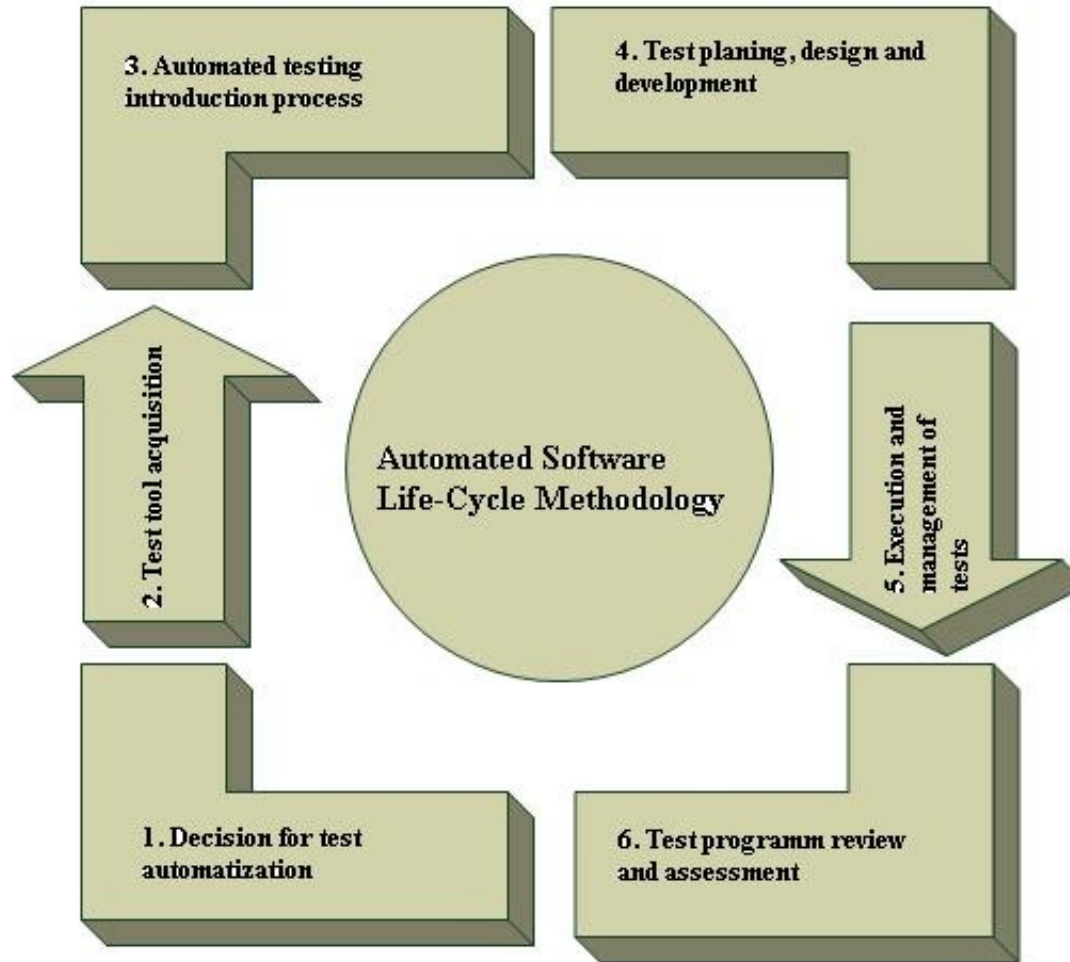 3. Automated testing
introduction process
4. Test planing, design and
development
Automated Software
Life-Cycle Methodology
2. Test tool acquisition
5. Execution and
management of
tests
1. Decision for test
automatization
6. Test programm review
and assessment